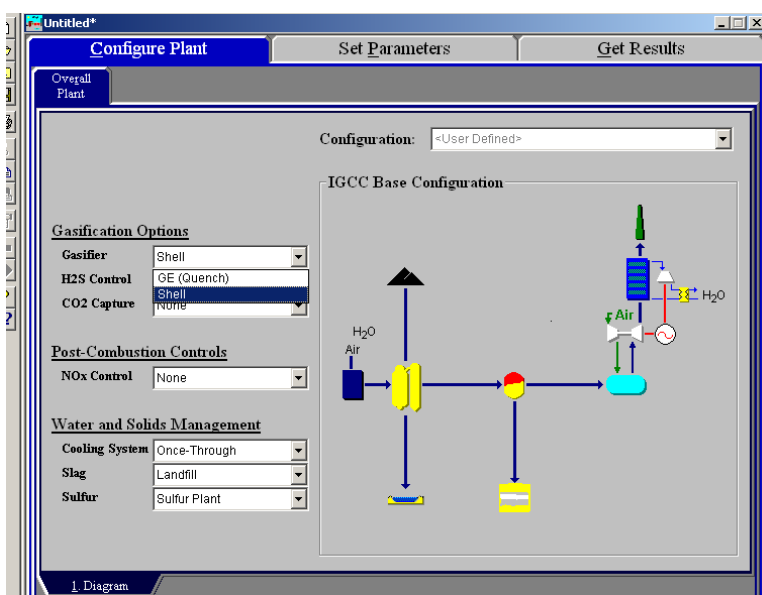 Untitled*
Configure Plant Set Parameters Get Results
Overall
Plant
Configuration: <User Defined>
IGCC Base Configuration
Gasification Options
Gasifier Shell
GE (Quench)
H2S Control Shell
CO2 Capture None
Post-Combustion Controls
NOx Control None
Water and Solids Management
Cooling System Once-Through
Slag Landfill
Sulfur Sulfur Plant
H2O
Air
Air
H2O
1. Diagram